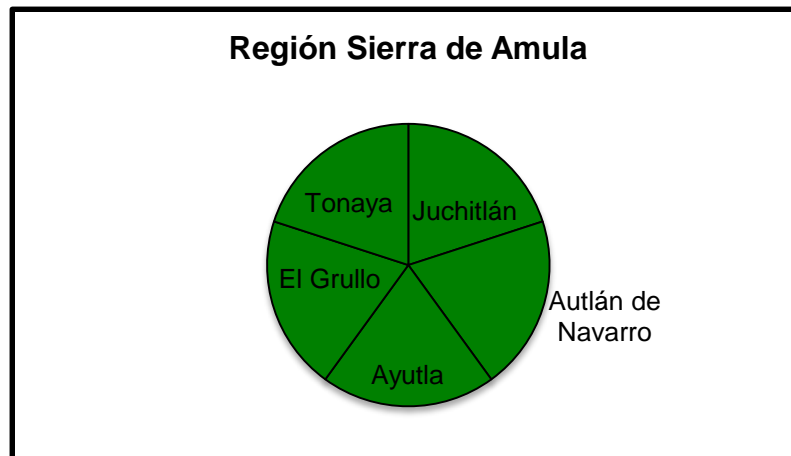 Región Sierra de Amula
Tonaya
Juchitlán
El Grullo
Autlán de
Navarro
Ayutla